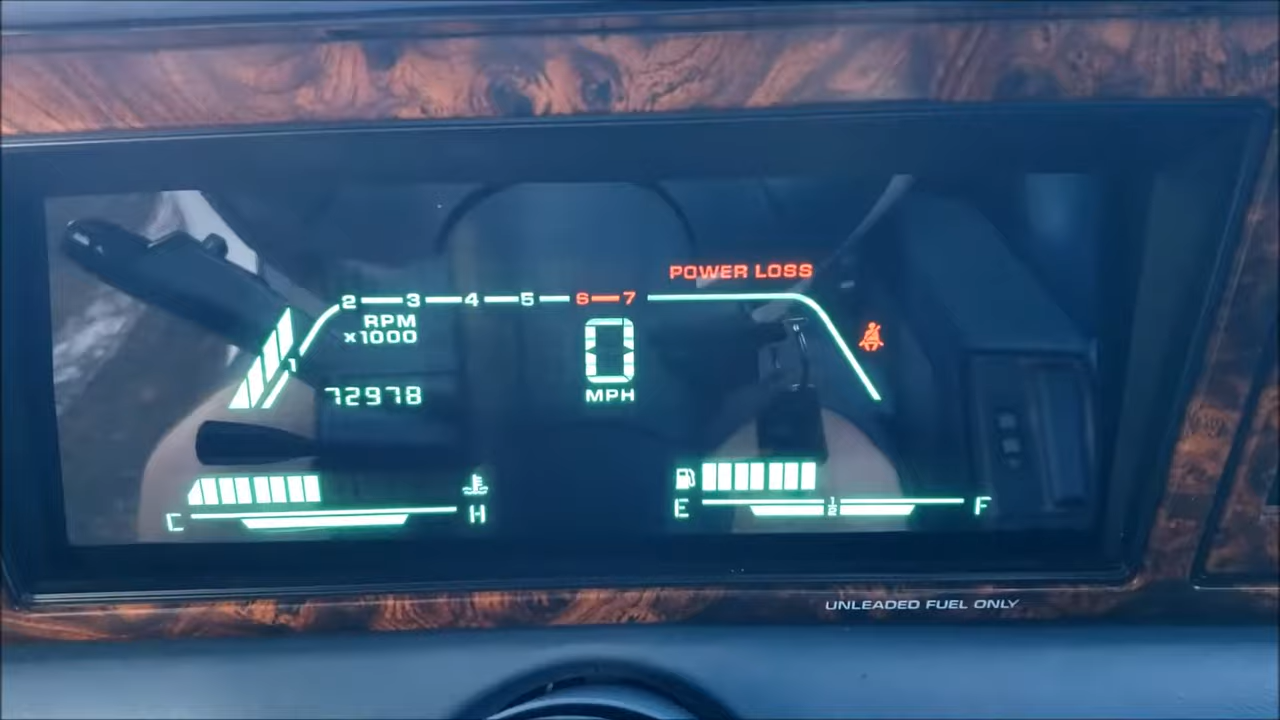 POWER LOSS
2 3 4 5 6 7
RPM
x1000
1
0
72978
MPH
E 1/2 F
C H
UNLEADED FUEL ONLY